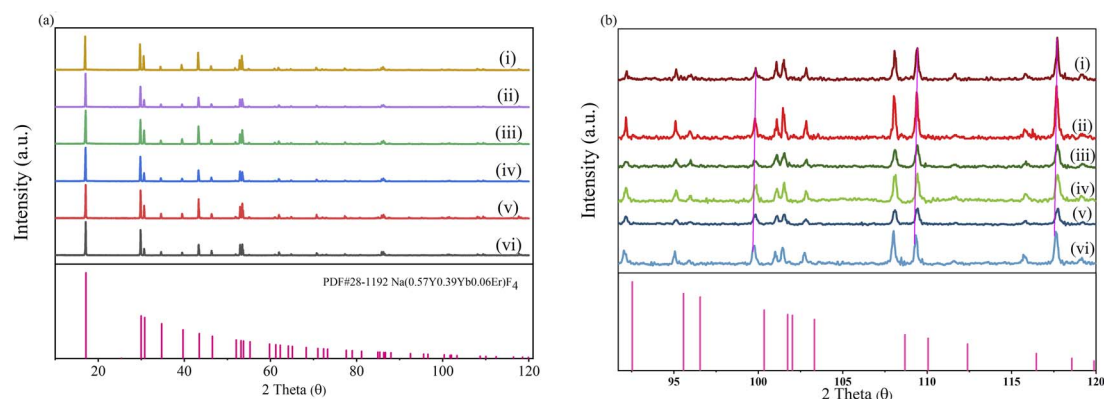 (a)
(i)
(ii)
(iii)
(iv)
(v)
(vi)
PDF#28-1192 Na(0.57Y0.39Yb0.06Er)F4
Intensity (a.u.)
20 40 60 80 100 120
2 Theta (θ)
(b)
(i)
(ii)
(iii)
(iv)
(v)
(vi)
Intensity (a.u.)
95 100 105 110 115 120
2 Theta (θ)